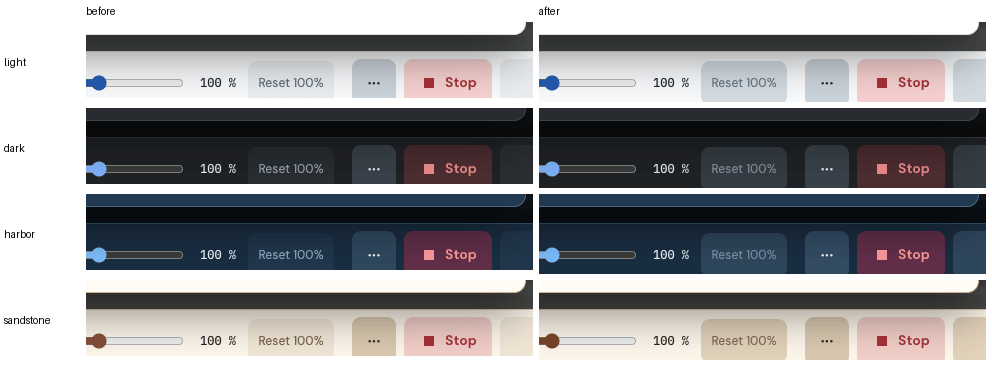 before after
light 100 % Reset 100% ••• Stop 100 % Reset 100% ••• Stop
dark 100 % Reset 100% ••• Stop 100 % Reset 100% ••• Stop
harbor 100 % Reset 100% ••• Stop 100 % Reset 100% ••• Stop
sandstone 100 % Reset 100% ••• Stop 100 % Reset 100% ••• Stop